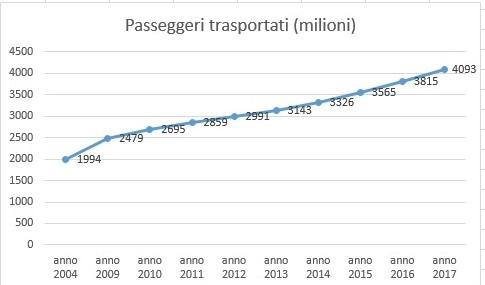 Passeggeri trasportati (milioni)
4500
4000
3500
3000
2500
2000
1500
1000
500
0
1994
2479
2695
2859
2991
3143
3326
3565
3815
4093
anno 2004
anno 2009
anno 2010
anno 2011
anno 2012
anno 2013
anno 2014
anno 2015
anno 2016
anno 2017